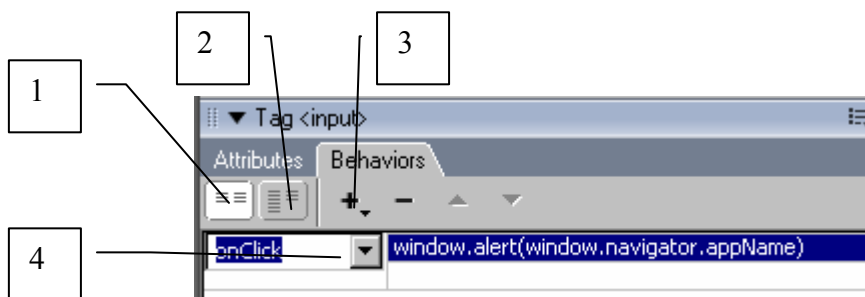 2 3
1
Tag <input>
Attributes Behaviors
4
onClick window.alert(window.navigator.appName)